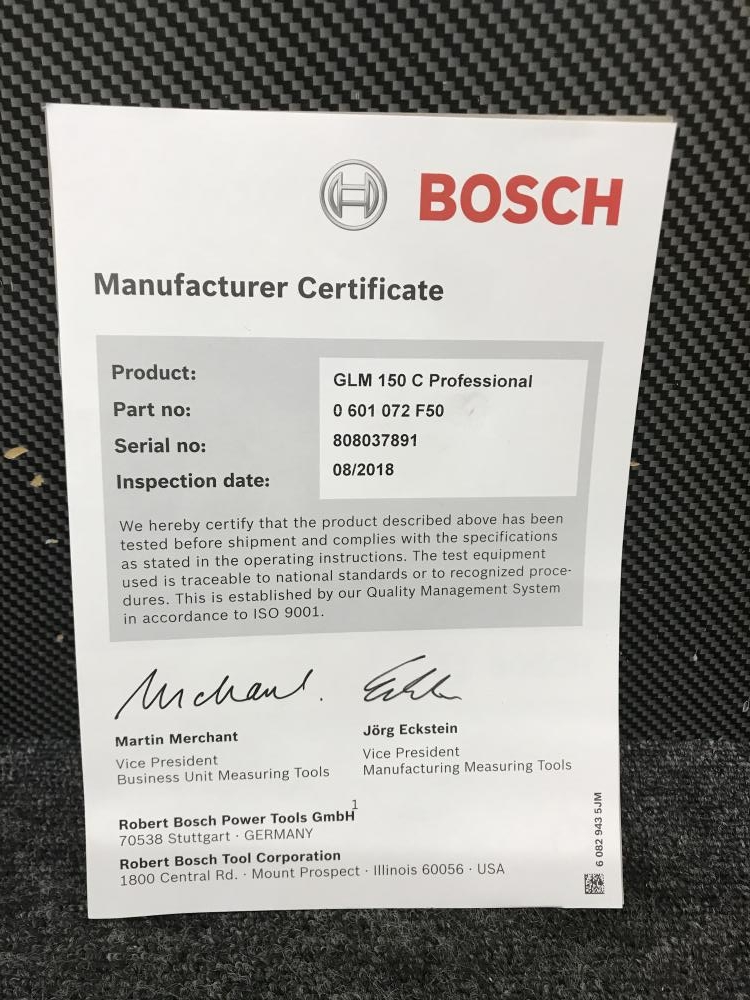 BOSCH
Manufacturer Certificate
Product: GLM 150 C Professional
Part no: 0 601 072 F50
Serial no: 808037891
Inspection date: 08/2018
We hereby certify that the product described above has been
tested before shipment and complies with the specifications
as stated in the operating instructions. The test equipment
used is traceable to national standards or to recognized proce-
dures. This is established by our Quality Management System
in accordance to ISO 9001.
Merchant.
Martin Merchant
Vice President
Business Unit Measuring Tools
Jörg Eckstein
Vice President
Manufacturing Measuring Tools
1
Robert Bosch Power Tools GmbH
70538 Stuttgart · GERMANY
Robert Bosch Tool Corporation
1800 Central Rd. · Mount Prospect · Illinois 60056 · USA
6 082 943 5JM